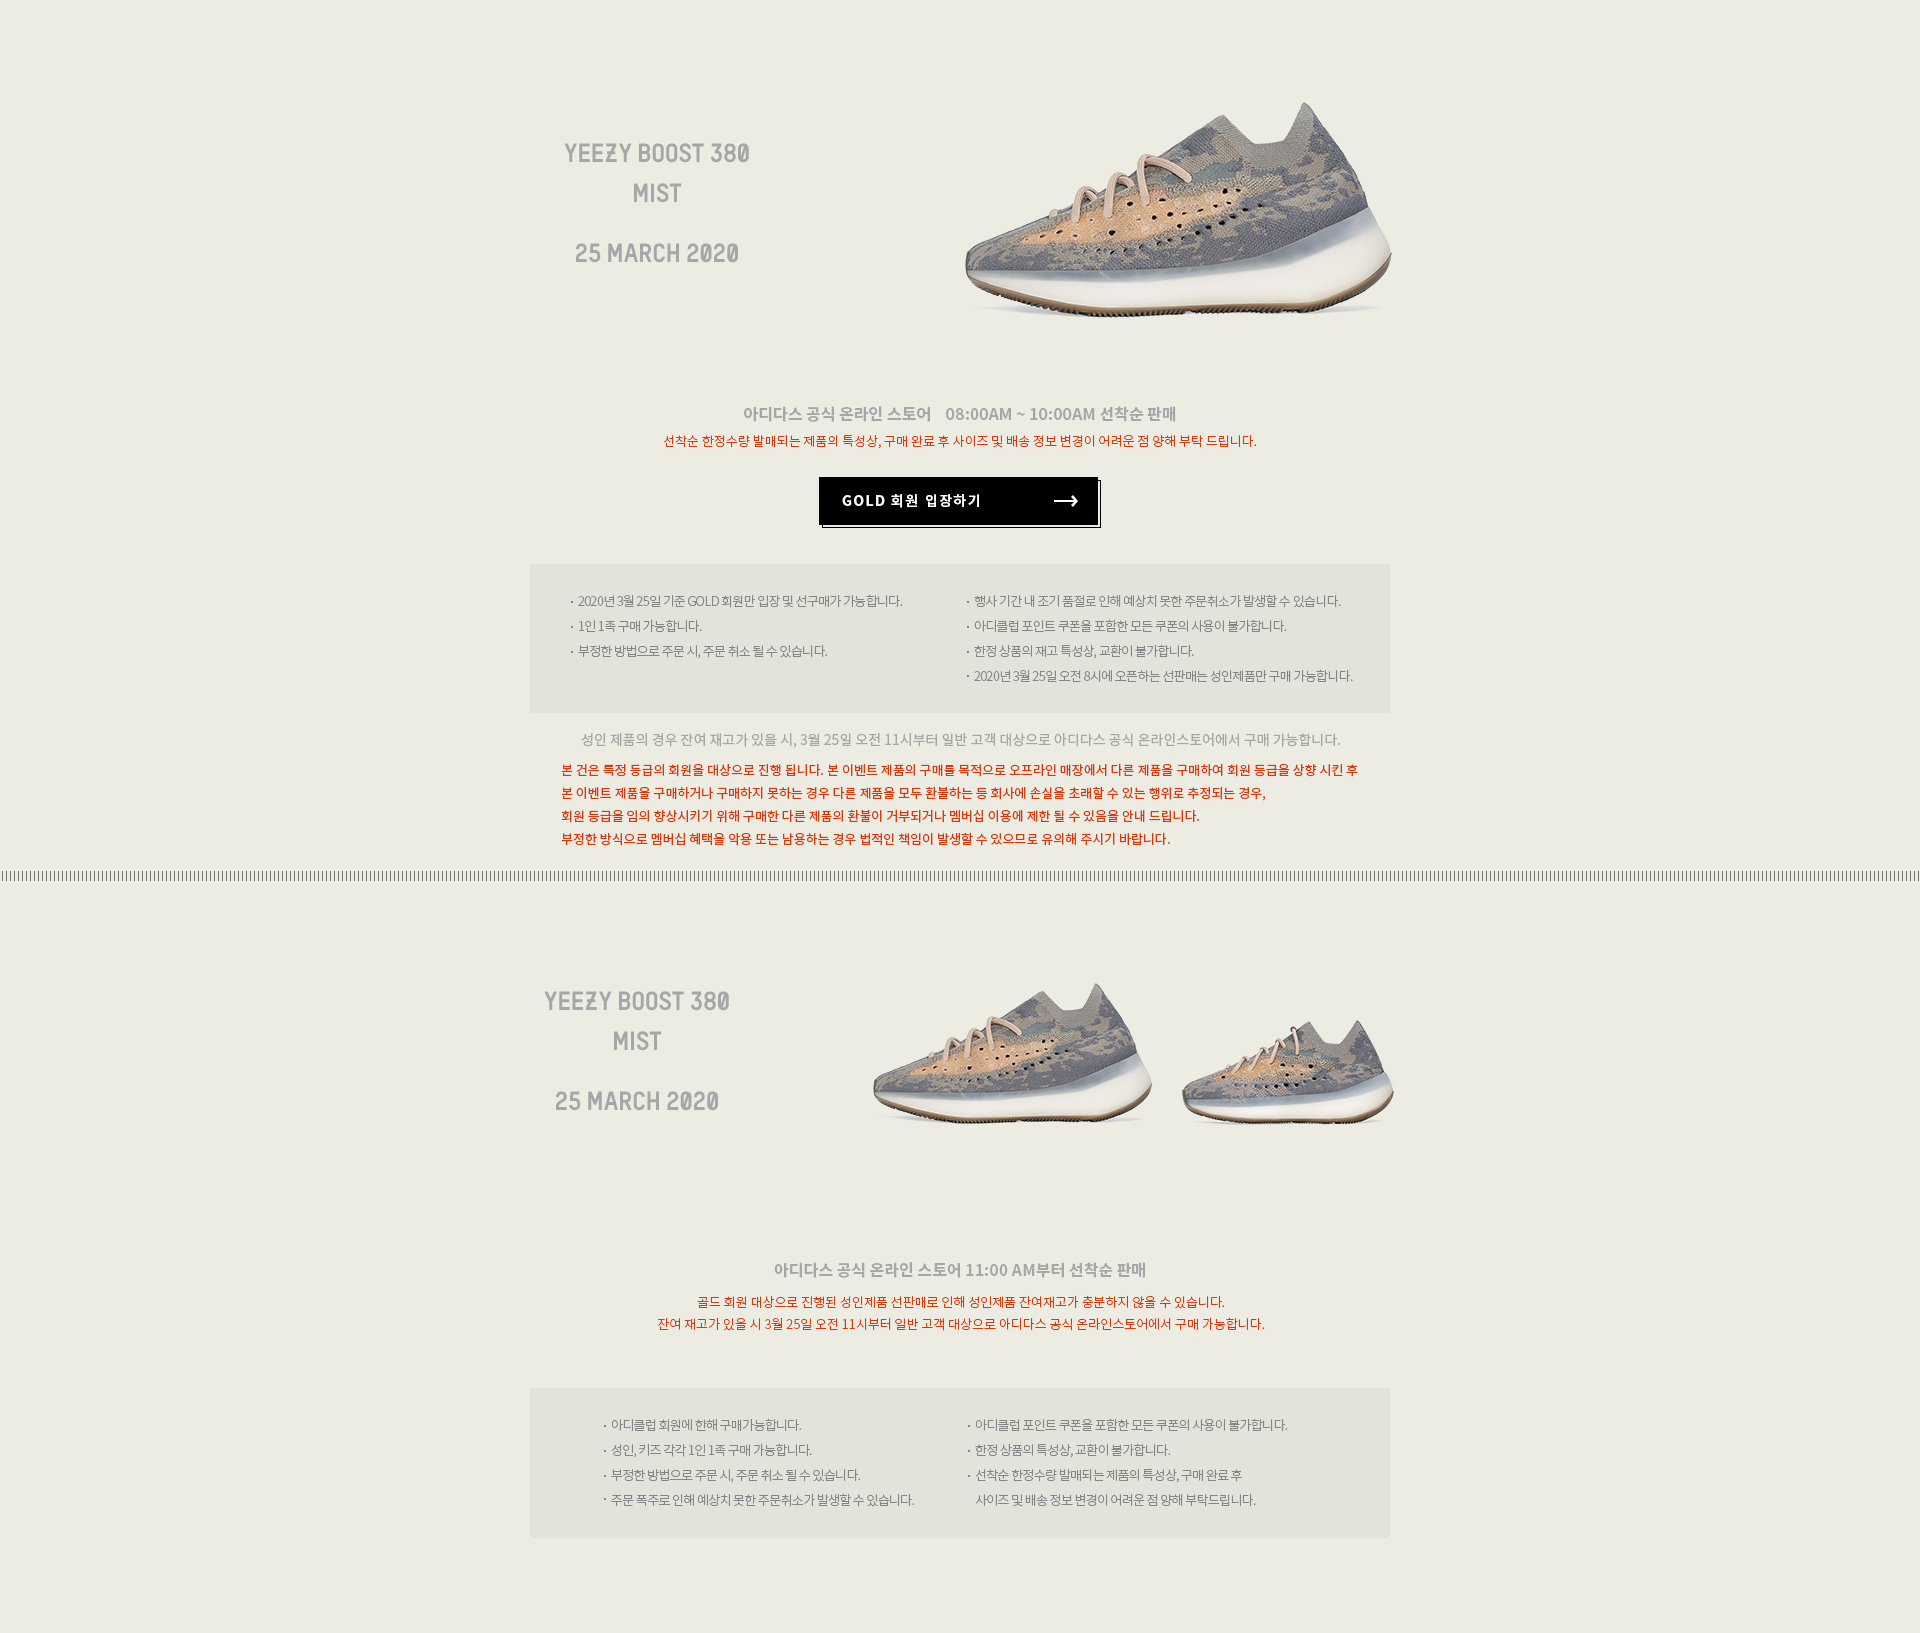 YEEZY BOOST 380
MIST
25 MARCH 2020
아디다스 공식 온라인 스토어 08:00AM ~ 10:00AM 선착순 판매
선착순 한정수량 발매되는 제품의 특성상, 구매 완료 후 사이즈 및 배송 정보 변경이 어려운 점 양해 부탁 드립니다.
GOLD 회원 입장하기
· 2020년 3월 25일 기준 GOLD 회원만 입장 및 선구매가 가능합니다.
· 1인 1족 구매 가능합니다.
· 부정한 방법으로 주문 시, 주문 취소 될 수 있습니다.
· 행사 기간 내 조기 품절로 인해 예상치 못한 주문취소가 발생할 수 있습니다.
· 아디클럽 포인트 쿠폰을 포함한 모든 쿠폰의 사용이 불가합니다.
· 한정 상품의 재고 특성상, 교환이 불가합니다.
· 2020년 3월 25일 오전 8시에 오픈하는 선판매는 성인제품만 구매 가능합니다.
성인 제품의 경우 잔여 재고가 있을 시, 3월 25일 오전 11시부터 일반 고객 대상으로 아디다스 공식 온라인스토어에서 구매 가능합니다.
본 건은 특정 등급의 회원을 대상으로 진행 됩니다. 본 이벤트 제품의 구매를 목적으로 오프라인 매장에서 다른 제품을 구매하여 회원 등급을 상향 시킨 후
본 이벤트 제품을 구매하거나 구매하지 못하는 경우 다른 제품을 모두 환불하는 등 회사에 손실을 초래할 수 있는 행위로 추정되는 경우,
회원 등급을 임의 향상시키기 위해 구매한 다른 제품의 환불이 거부되거나 멤버십 이용에 제한 될 수 있음을 안내 드립니다.
부정한 방식으로 멤버십 혜택을 악용 또는 남용하는 경우 법적인 책임이 발생할 수 있으므로 유의해 주시기 바랍니다.
YEEZY BOOST 380
MIST
25 MARCH 2020
아디다스 공식 온라인 스토어 11:00 AM부터 선착순 판매
골드 회원 대상으로 진행된 성인제품 선판매로 인해 성인제품 잔여재고가 충분하지 않을 수 있습니다.
잔여 재고가 있을 시 3월 25일 오전 11시부터 일반 고객 대상으로 아디다스 공식 온라인스토어에서 구매 가능합니다.
· 아디클럽 회원에 한해 구매가능합니다.
· 성인, 키즈 각각 1인 1족 구매 가능합니다.
· 부정한 방법으로 주문 시, 주문 취소 될 수 있습니다.
· 주문 폭주로 인해 예상치 못한 주문취소가 발생할 수 있습니다.
· 아디클럽 포인트 쿠폰을 포함한 모든 쿠폰의 사용이 불가합니다.
· 한정 상품의 특성상, 교환이 불가합니다.
· 선착순 한정수량 발매되는 제품의 특성상, 구매 완료 후
사이즈 및 배송 정보 변경이 어려운 점 양해 부탁드립니다.